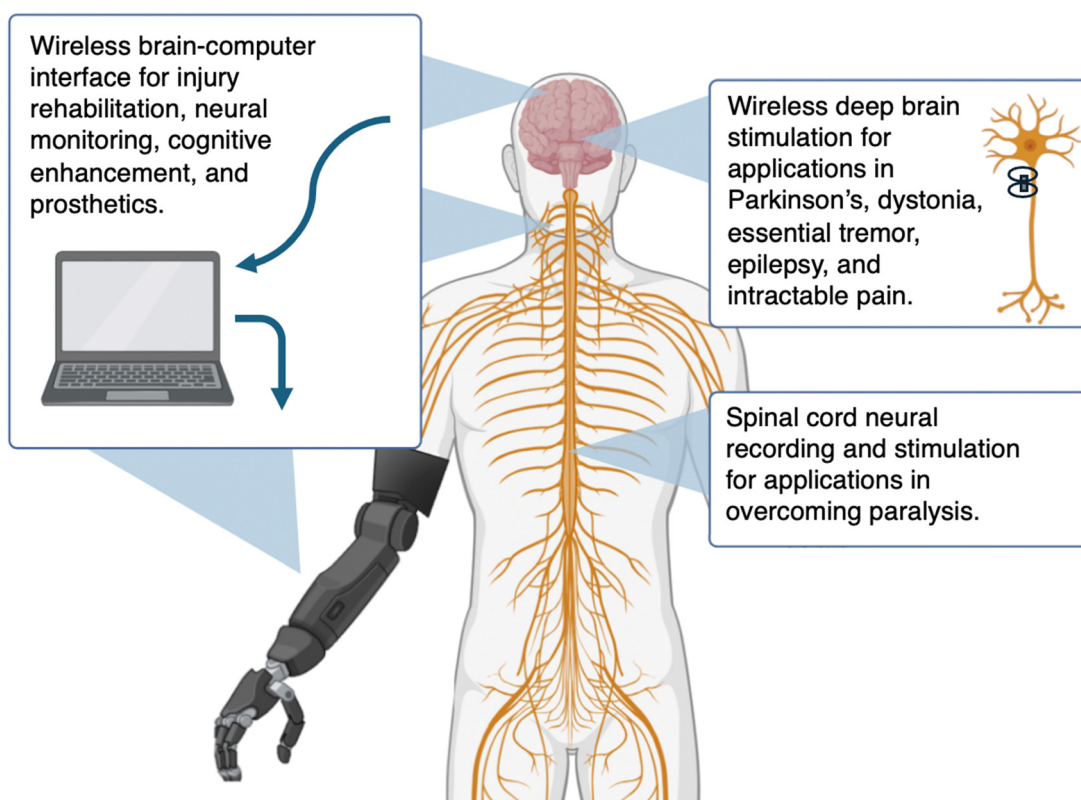 Wireless brain-computer
interface for injury
rehabilitation, neural
monitoring, cognitive
enhancement, and
prosthetics.
Wireless deep brain
stimulation for
applications in
Parkinson's, dystonia,
essential tremor,
epilepsy, and
intractable pain.
Spinal cord neural
recording and stimulation
for applications in
overcoming paralysis.